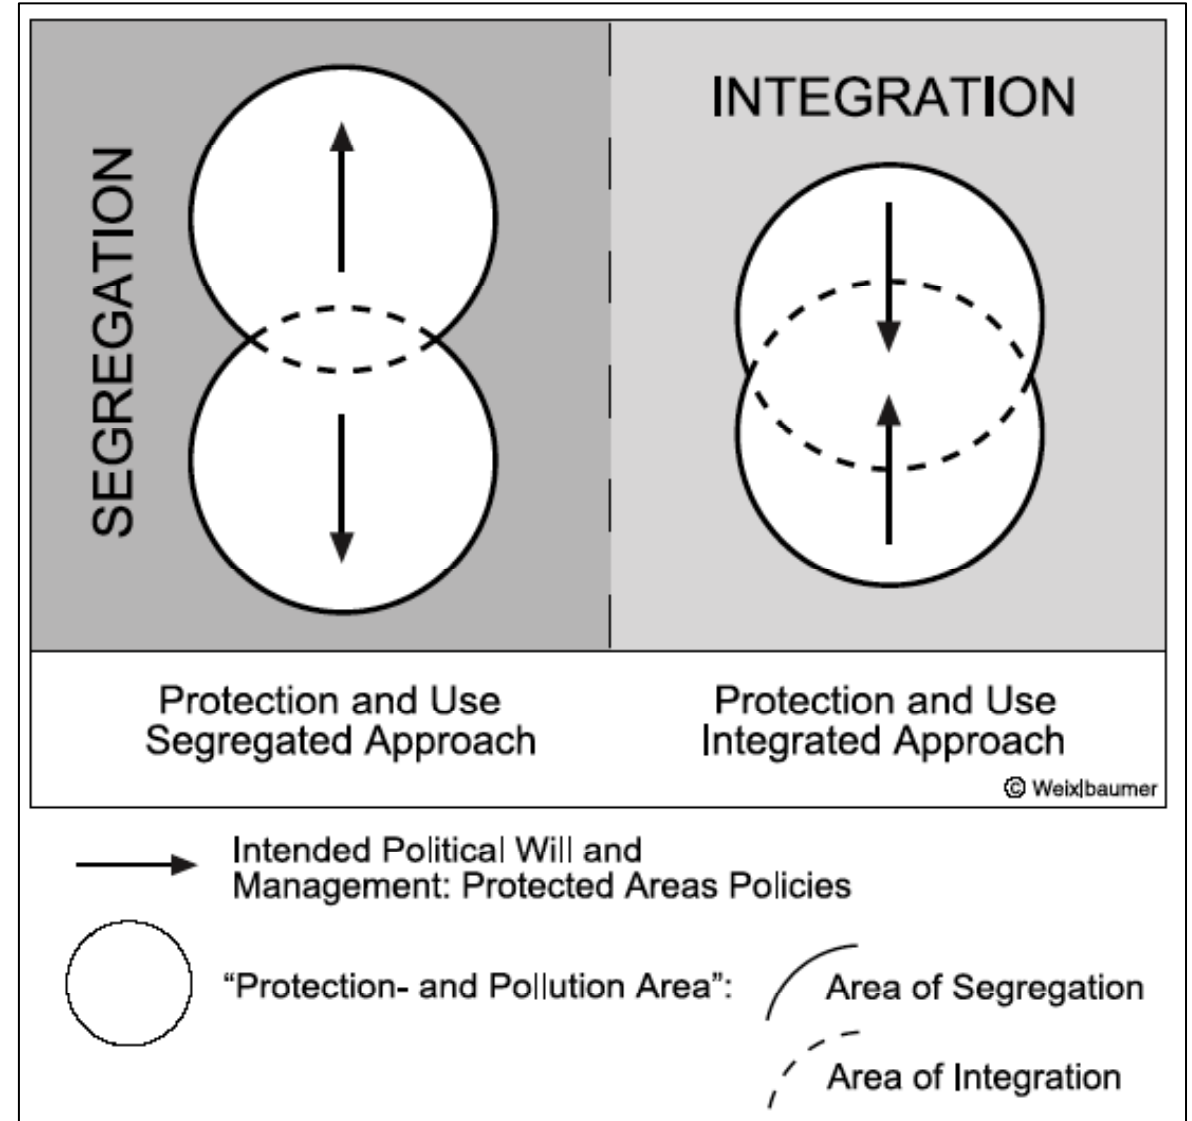 SEGREGATION
INTEGRATION
Protection and Use
Segregated Approach
Protection and Use
Integrated Approach
© Weixlbaumer
Intended Political Will and
Management: Protected Areas Policies
“Protection- and Pollution Area”:
Area of Segregation
Area of Integration